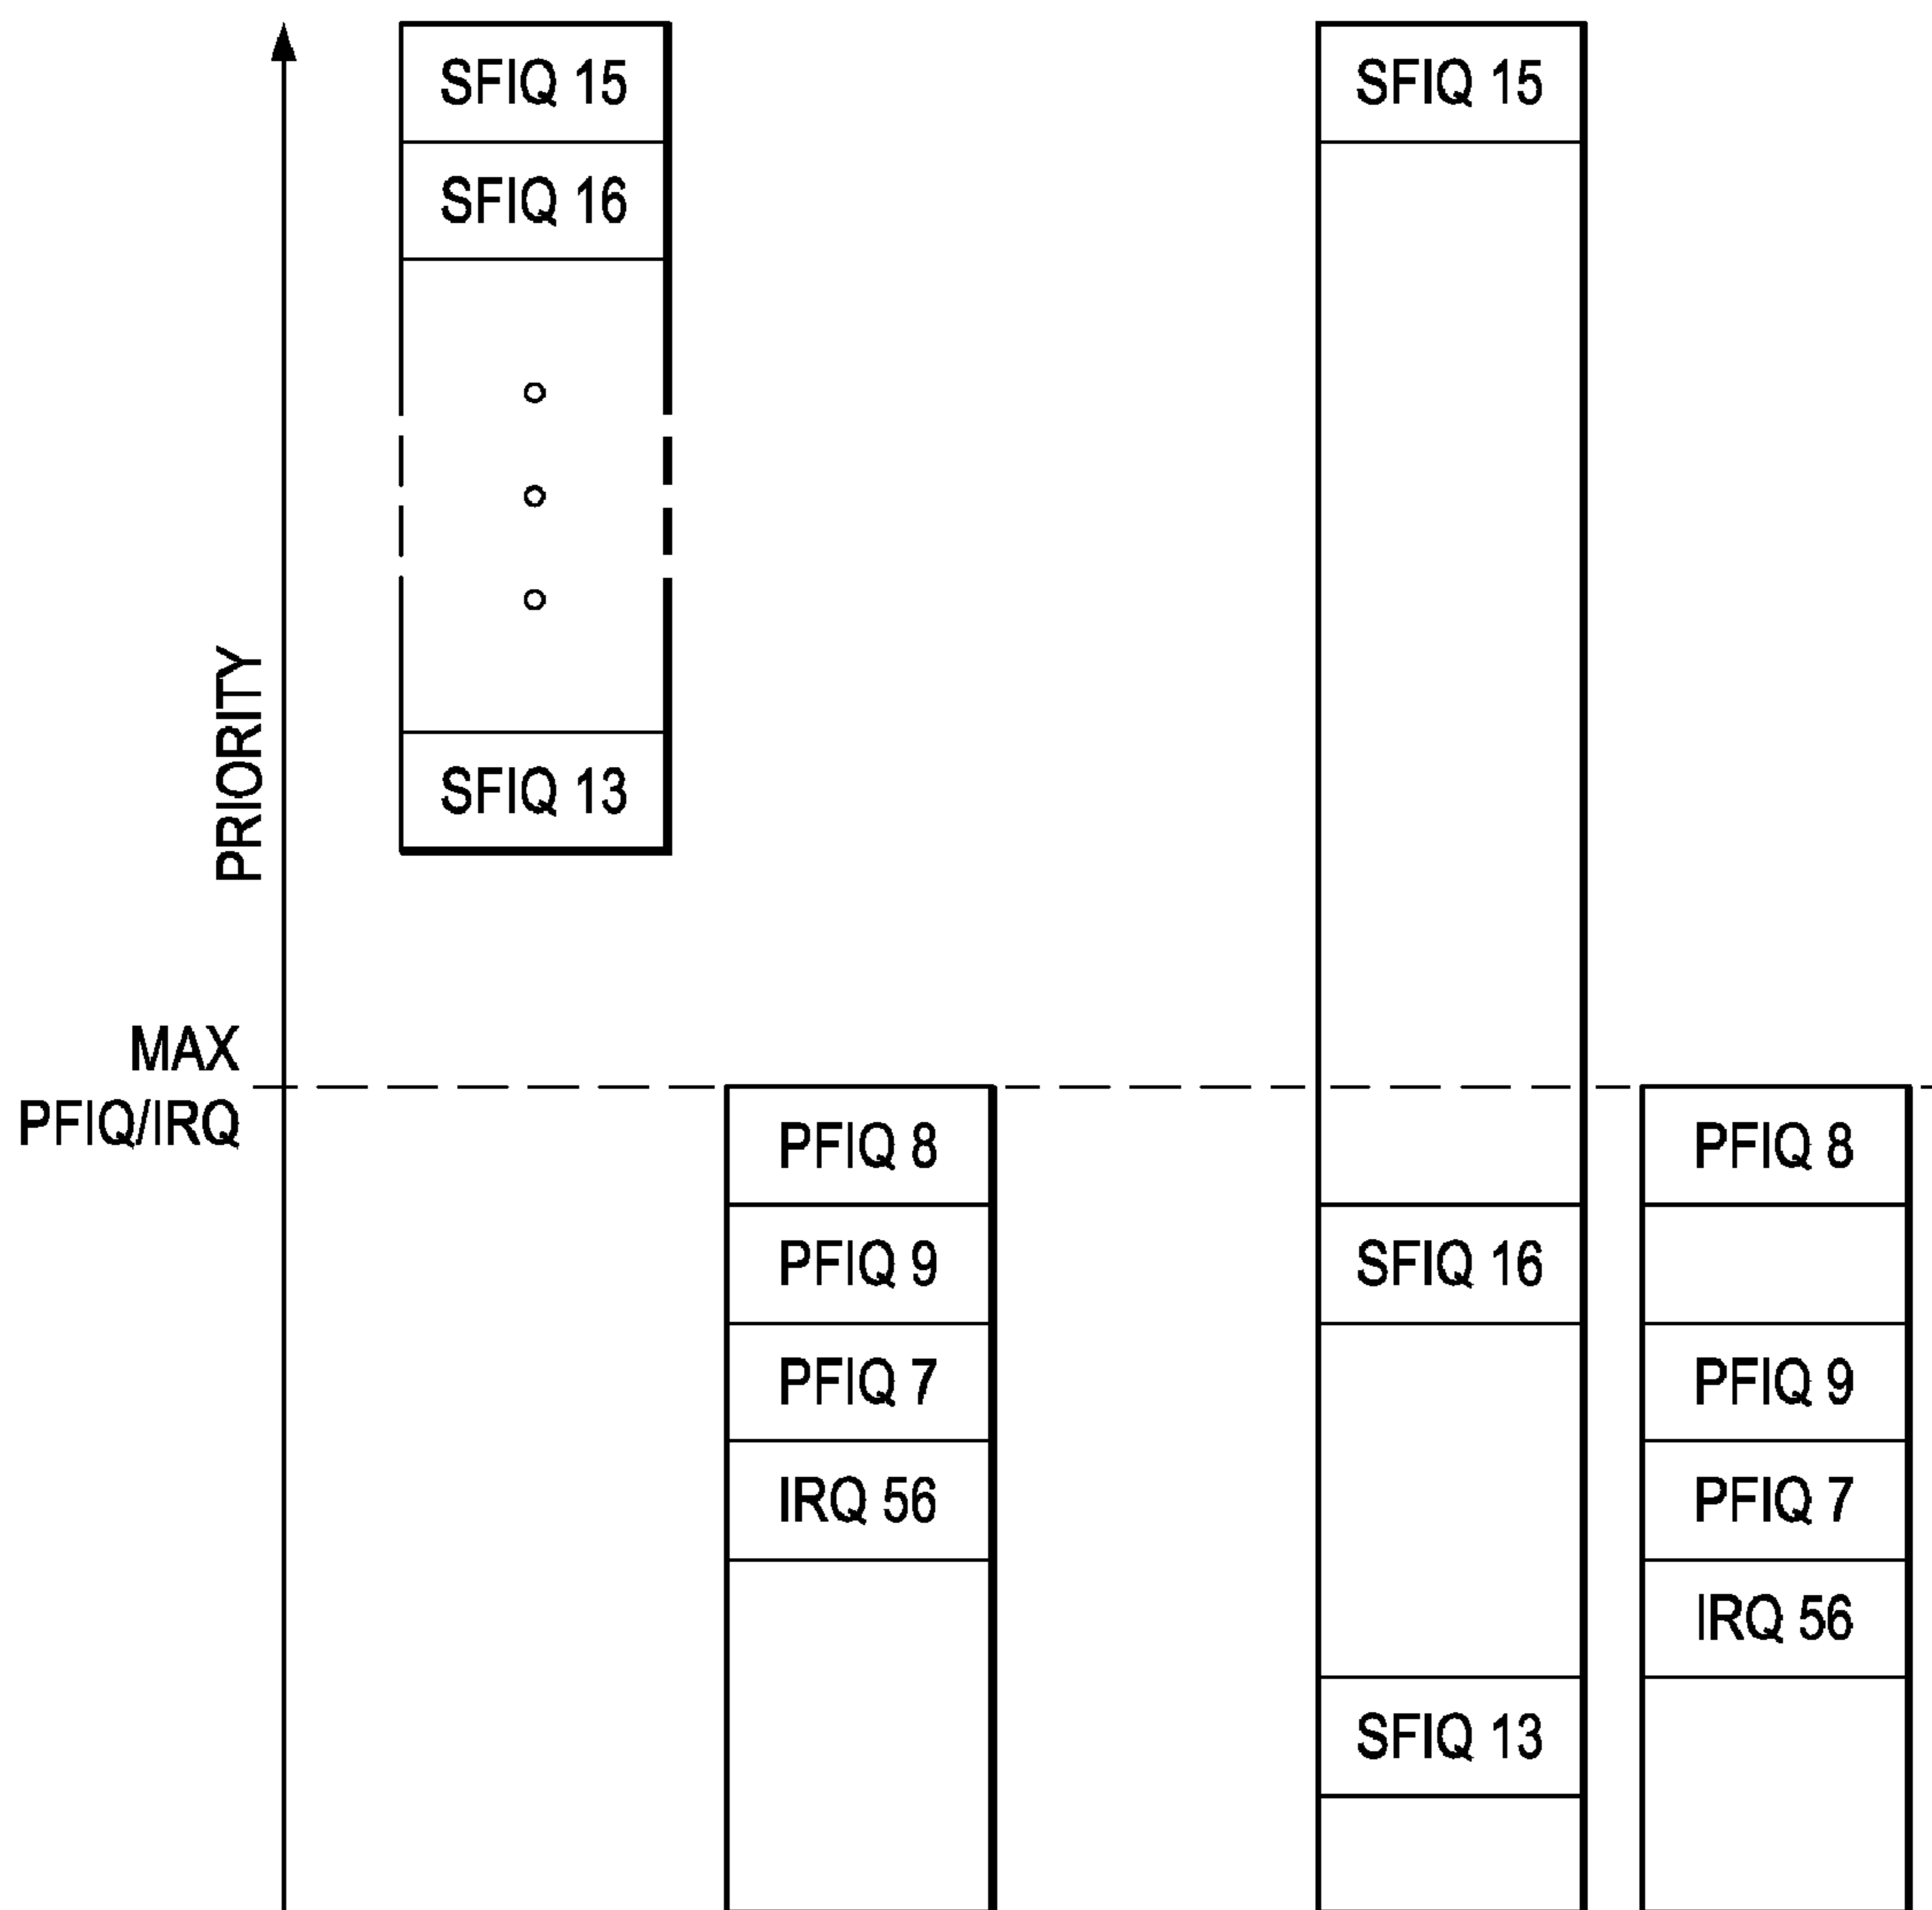 SFIQ 15
SFIQ 15
SFIQ 16
PRIORITY
SFIQ 13
MAX
PFIQ/IRQ
PFIQ 8
PFIQ 8
PFIQ 9
SFIQ 16
PFIQ 7
PFIQ 9
IRQ 56
PFIQ 7
IRQ 56
SFIQ 13